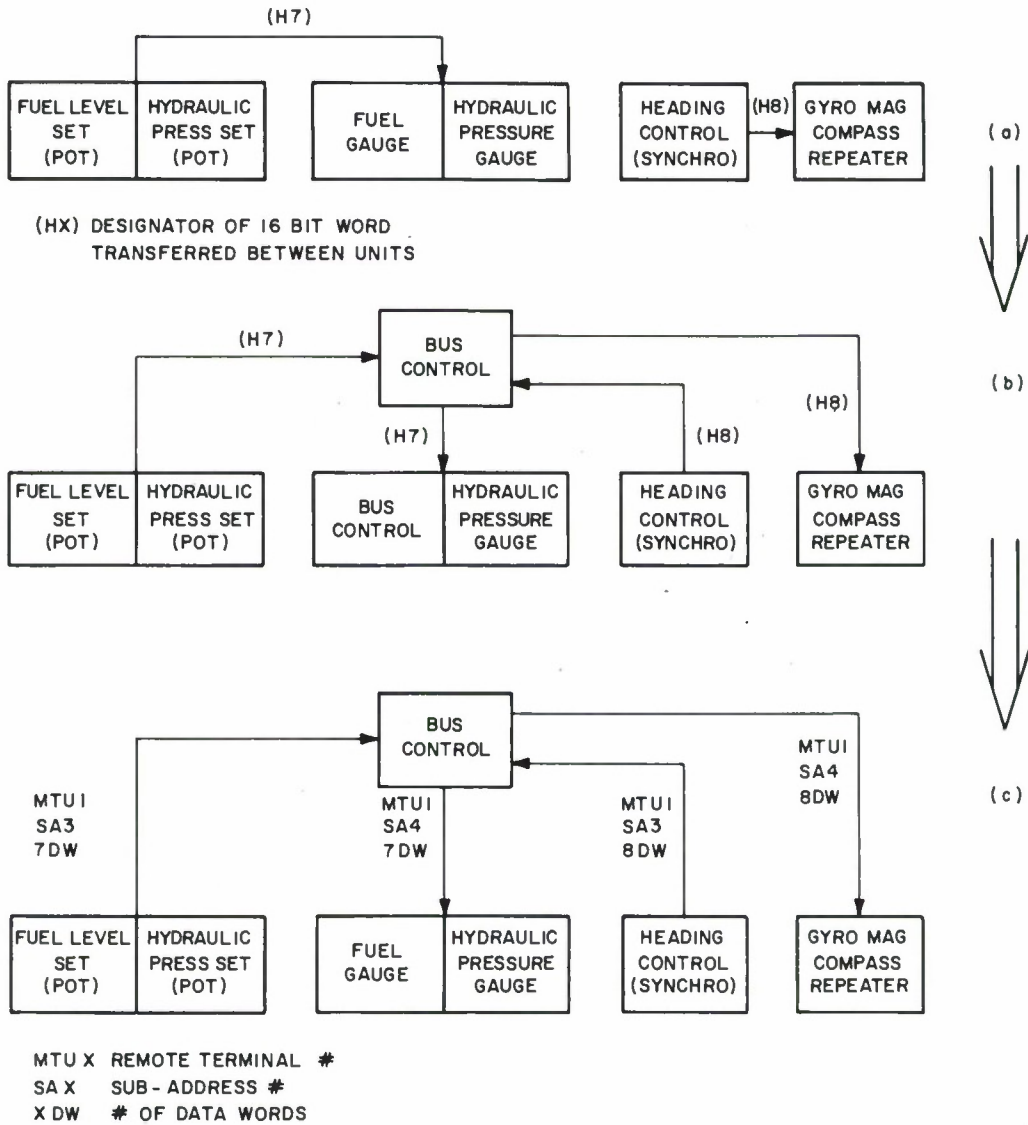 (H7)
FUEL LEVEL
SET
(POT)
HYDRAULIC
PRESS SET
(POT)
FUEL
GAUGE
HYDRAULIC
PRESSURE
GAUGE
HEADING
CONTROL
(SYNCHRO)
(H8)
GYRO MAG
COMPASS
REPEATER
(a)
(HX) DESIGNATOR OF 16 BIT WORD
TRANSFERRED BETWEEN UNITS
(H7)
BUS
CONTROL
(H7)
(H8)
(H8)
(b)
FUEL LEVEL
SET
(POT)
HYDRAULIC
PRESS SET
(POT)
BUS
CONTROL
HYDRAULIC
PRESSURE
GAUGE
HEADING
CONTROL
(SYNCHRO)
GYRO MAG
COMPASS
REPEATER
BUS
CONTROL
MTU1
SA3
7DW
MTU1
SA4
7DW
MTU1
SA3
8DW
MTU1
SA4
8DW
(c)
FUEL LEVEL
SET
(POT)
HYDRAULIC
PRESS SET
(POT)
FUEL
GAUGE
HYDRAULIC
PRESSURE
GAUGE
HEADING
CONTROL
(SYNCHRO)
GYRO MAG
COMPASS
REPEATER
MTU X REMOTE TERMINAL #
SA X SUB-ADDRESS #
X DW # OF DATA WORDS